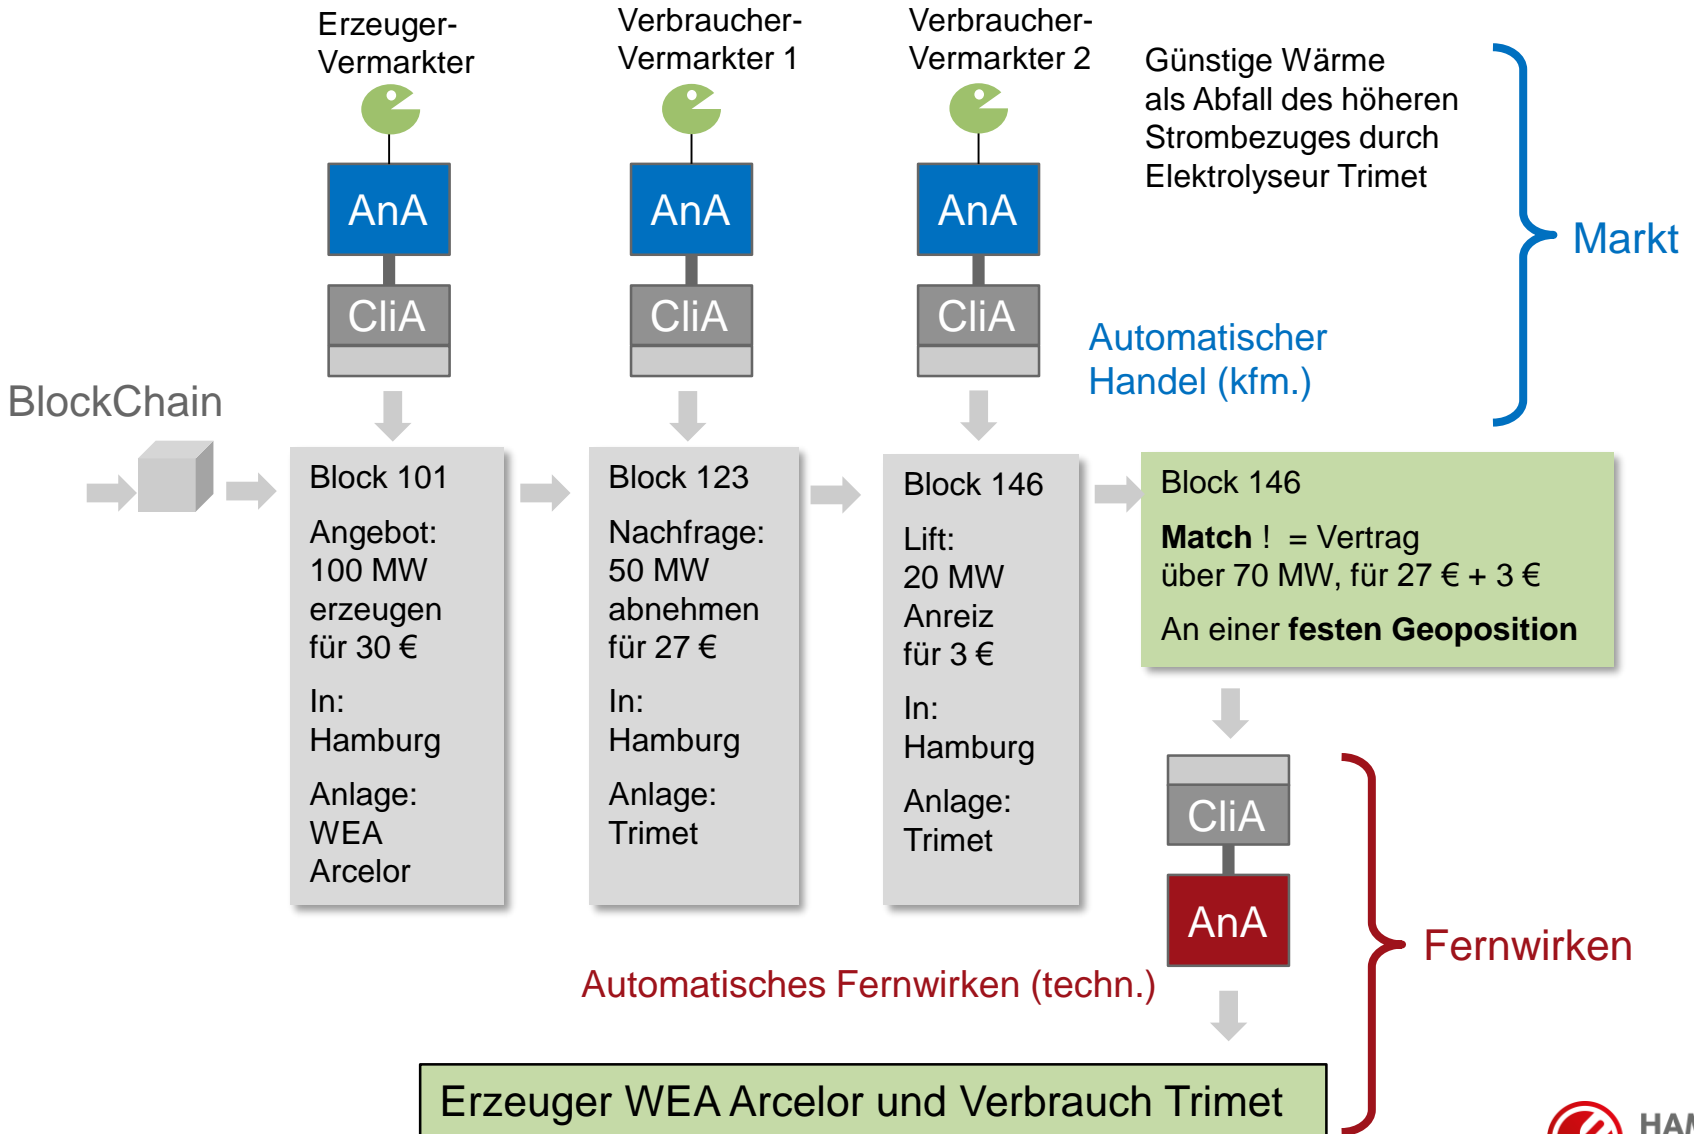 Erzeuger-
Vermarkter
Verbraucher-
Vermarkter 1
Verbraucher-
Vermarkter 2
Günstige Wärme
als Abfall des höheren
Strombezuges durch
Elektrolyseur Trimet
Markt
AnA
AnA
AnA
CliA
CliA
CliA
Automatischer
Handel (kfm.)
BlockChain
Block 101
Angebot:
100 MW
erzeugen
für 30 €
In:
Hamburg
Anlage:
WEA
Arcelor
Block 123
Nachfrage:
50 MW
abnehmen
für 27 €
In:
Hamburg
Anlage:
Trimet
Block 146
Lift:
20 MW
Anreiz
für 3 €
In:
Hamburg
Anlage:
Trimet
Block 146
Match ! = Vertrag
über 70 MW, für 27 € + 3 €
An einer festen Geoposition
CliA
AnA
Fernwirken
Automatisches Fernwirken (techn.)
Erzeuger WEA Arcelor und Verbrauch Trimet